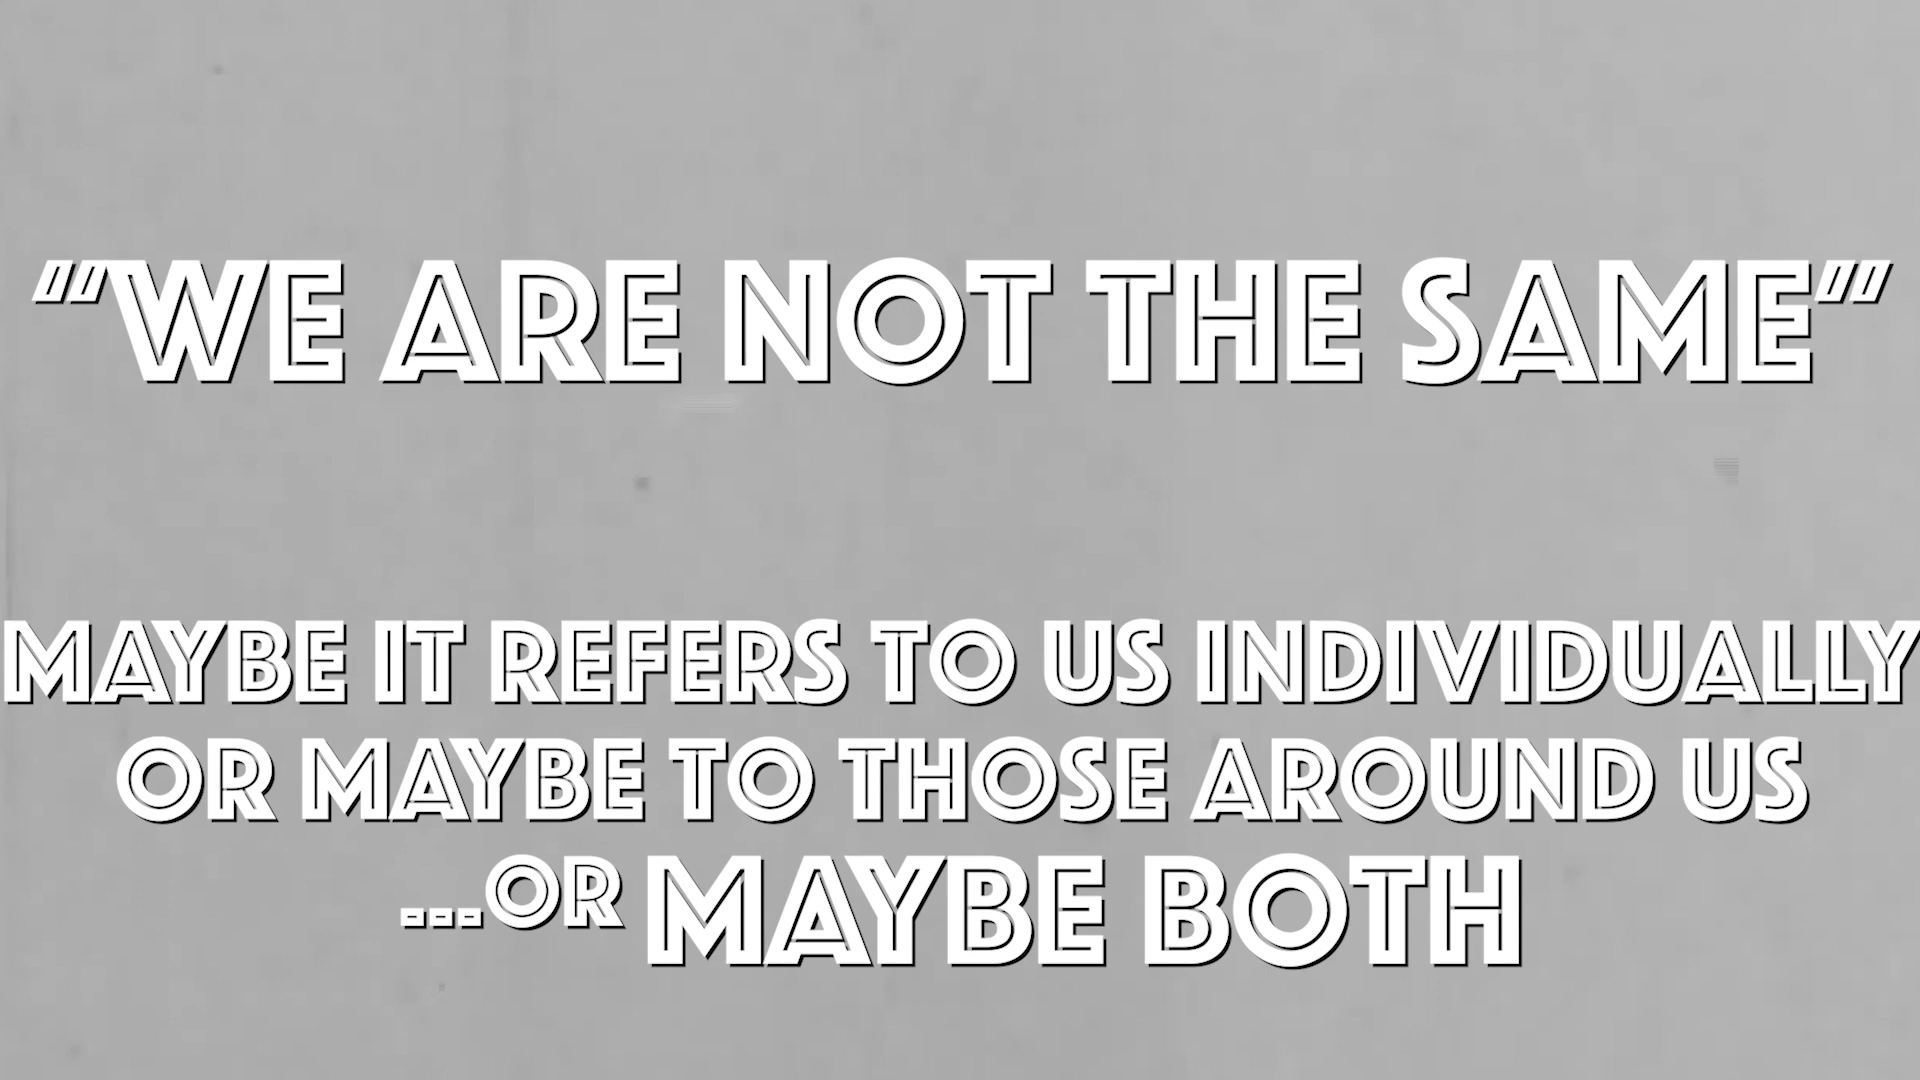 "WE ARE NOT THE SAME"
MAYBE IT REFERS TO US INDIVIDUALLY
OR MAYBE TO THOSE AROUND US
...OR MAYBE BOTH